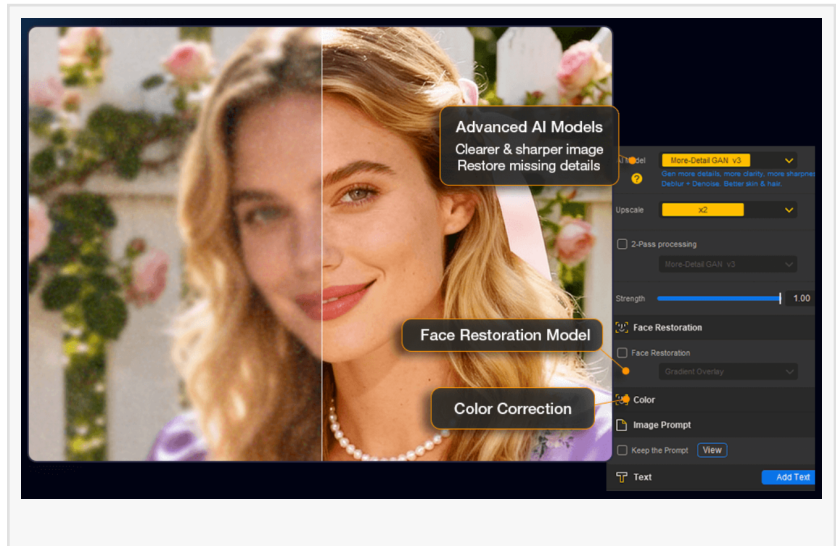 Advanced AI Models
Clearer & sharper image
Restore missing details
AI Model
More-Detail GAN v3
Gen more details, more clarity, more sharpnes
Deblur + Denoise. Better skin & hair.
Upscale
x2
2-Pass processing
More-Detail GAN v3
Strength
1.00
Face Restoration
Face Restoration Model
Face Restoration
Gradient Overlay
Color
Color Correction
Image Prompt
Keep the Prompt
View
Text
Add Text